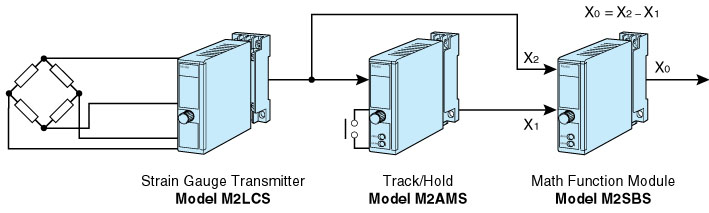 X0 = X2 – X1
X2
X0
X1
Strain Gauge Transmitter
Model M2LCS
Track/Hold
Model M2AMS
Math Function Module
Model M2SBS